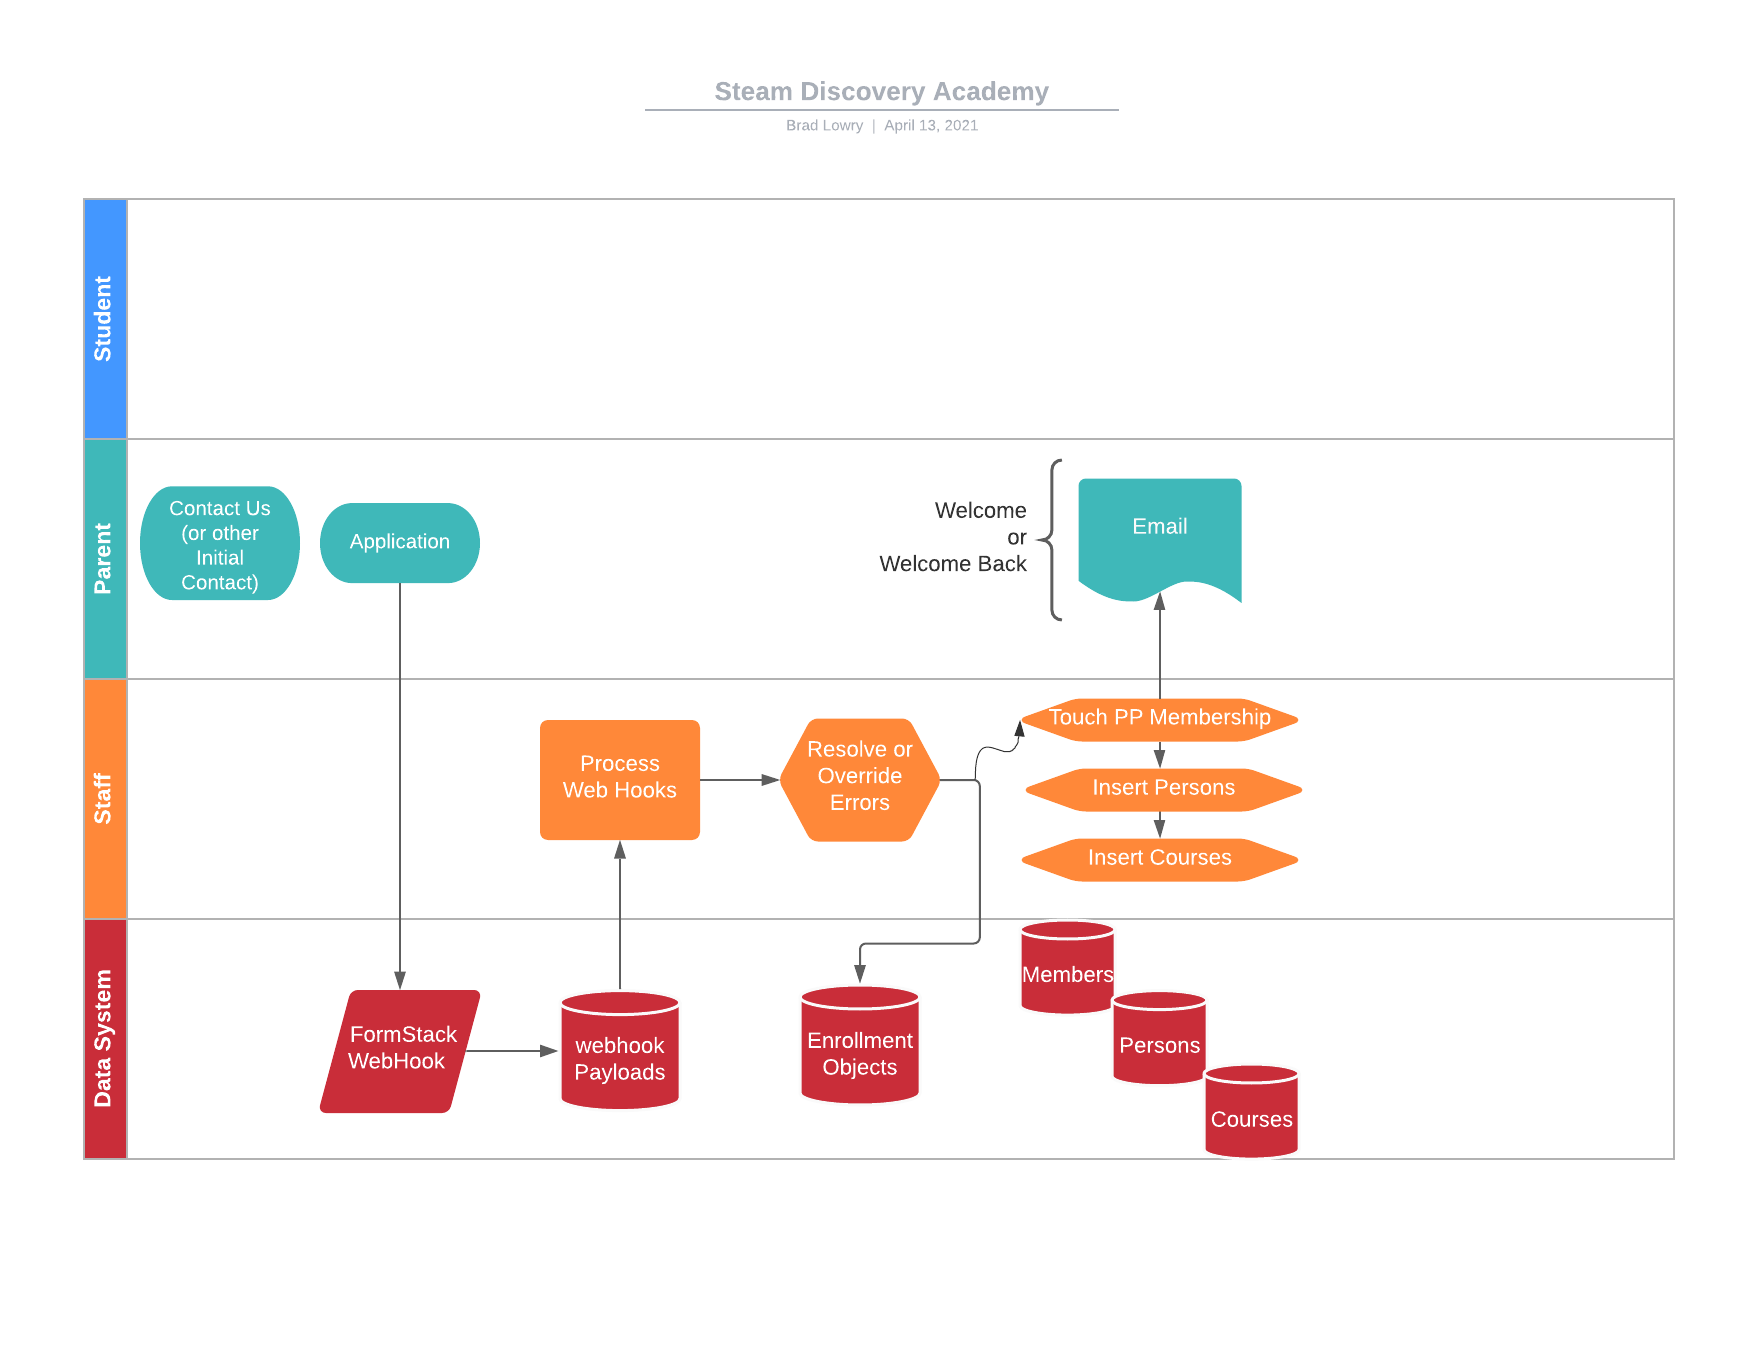 Steam Discovery Academy
Brad Lowry | April 13, 2021
Student
Parent
Contact Us
(or other
Initial
Contact)
Application
Welcome
or
Welcome Back
Email
Staff
Process
Web Hooks
Resolve or
Override
Errors
Touch PP Membership
Insert Persons
Insert Courses
Data System
FormStack
WebHook
webhook
Payloads
Enrollment
Objects
Members
Persons
Courses